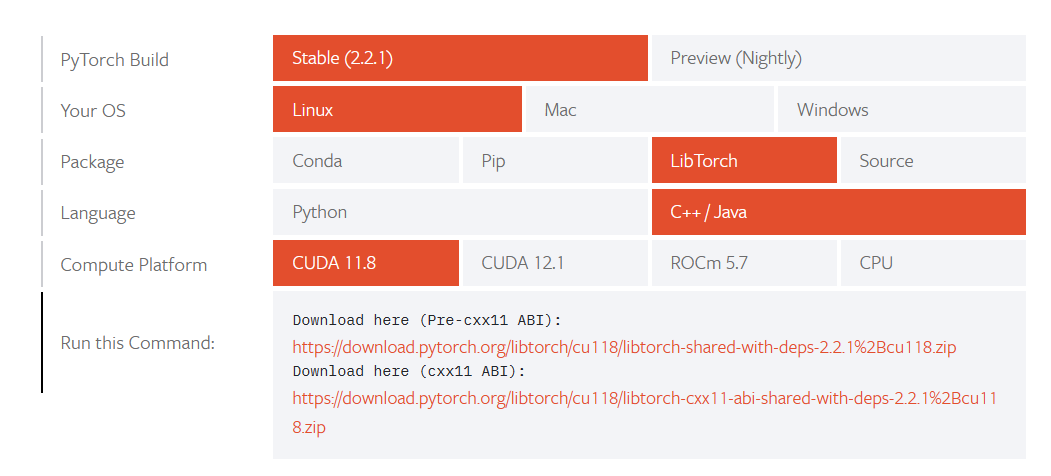 PyTorch Build
Stable (2.2.1)
Preview (Nightly)
Your OS
Linux
Mac
Windows
Package
Conda
Pip
LibTorch
Source
Language
Python
C++ / Java
Compute Platform
CUDA 11.8
CUDA 12.1
ROCm 5.7
CPU
Run this Command:
Download here (Pre-cxx11 ABI):
https://download.pytorch.org/libtorch/cu118/libtorch-shared-with-deps-2.2.1%2Bcu118.zip
Download here (cxx11 ABI):
https://download.pytorch.org/libtorch/cu118/libtorch-cxx11-abi-shared-with-deps-2.2.1%2Bcu11
8.zip